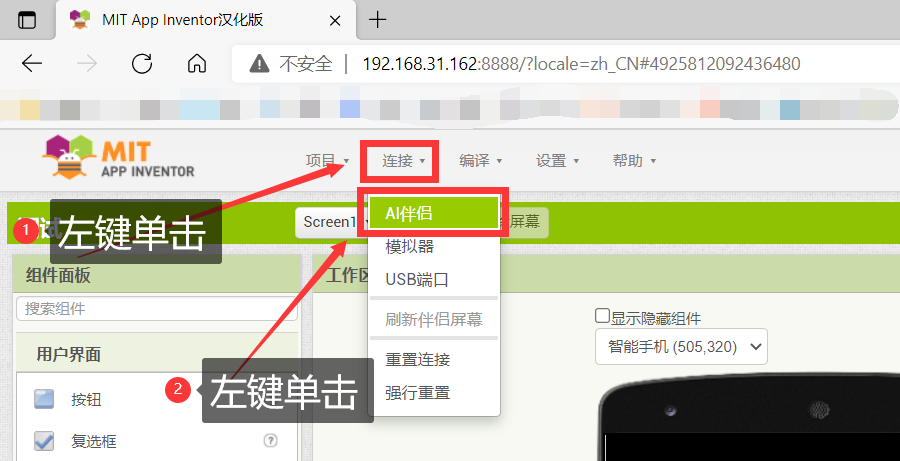 MIT App Inventor汉化版
不安全 | 192.168.31.162:8888/?locale=zh_CN#4925812092436480
MIT
APP INVENTOR
项目 连接 编译 设置 帮助
1 左键单击
Screen1
AI伴侣
屏幕
模拟器
组件面板
工作区
USB端口
搜索组件
刷新伴侣屏幕
显示隐藏组件
用户界面
智能手机 (505,320)
重置连接
2 左键单击
按钮
强行重置
复选框
?